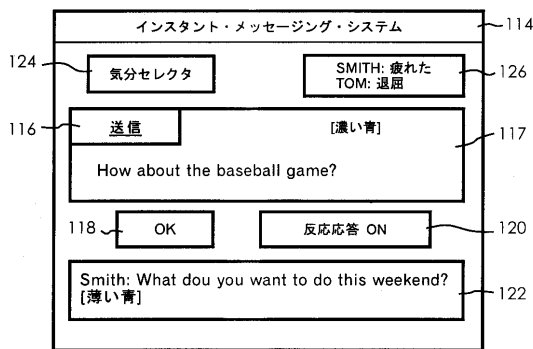 インスタント・メッセージング・システム
114
124
気分セレクタ
SMITH: 疲れた
TOM: 退屈
126
116
送信
[濃い青]
117
How about the baseball game?
118
OK
反応応答 ON
120
Smith: What dou you want to do this weekend?
[薄い青]
122